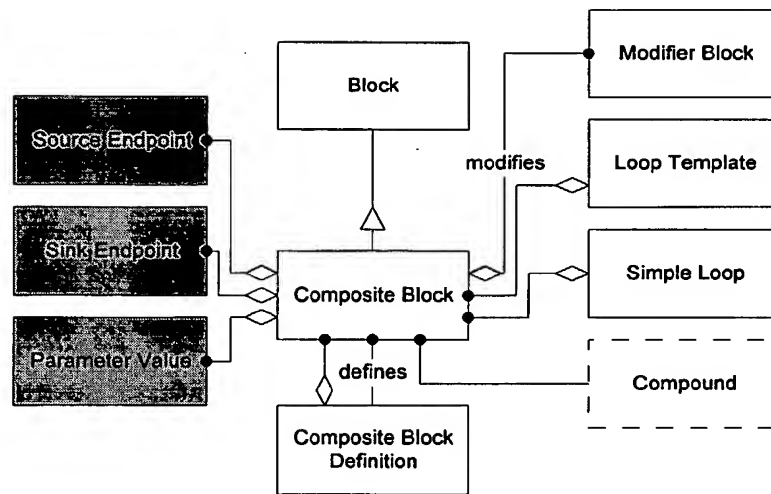 Block
Modifier Block
Source Endpoint
modifies
Loop Template
Sink Endpoint
Composite Block
Simple Loop
Parameter Value
defines
Compound
Composite Block
Definition